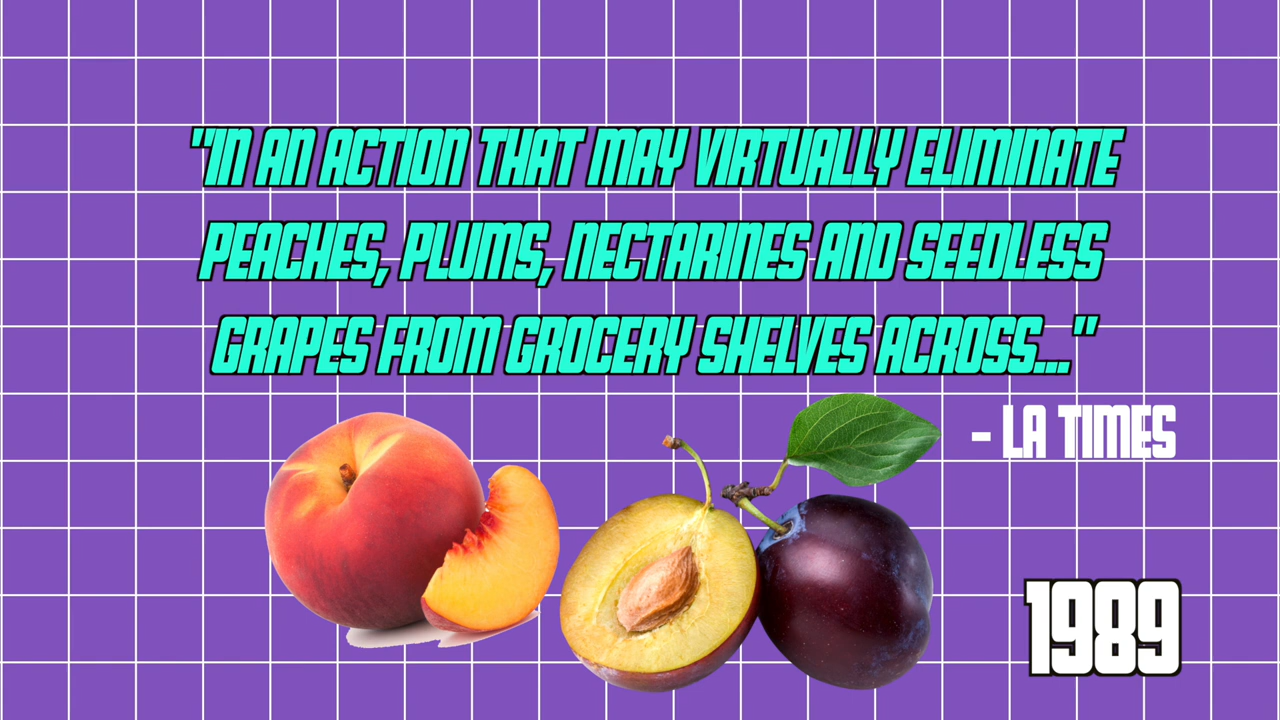 "IN AN ACTION THAT MAY VIRTUALLY ELIMINATE
PEACHES, PLUMS, NECTARINES AND SEEDLESS
GRAPES FROM GROCERY SHELVES ACROSS..."
- LA TIMES
1989